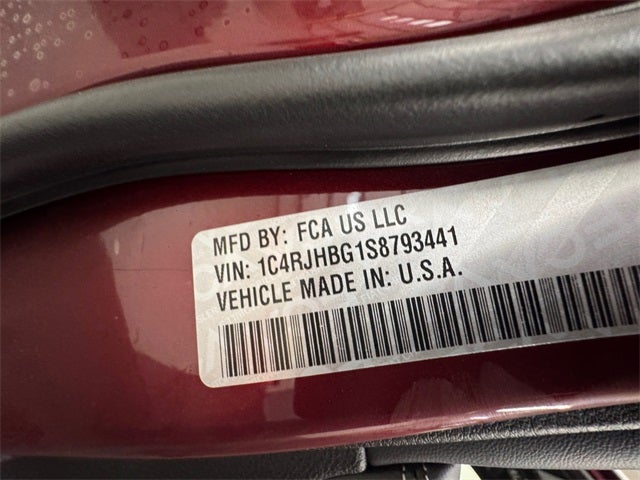 MFD BY: FCA US LLC
VIN: 1C4RJHBG1S8793441
VEHICLE MADE IN: U.S.A.